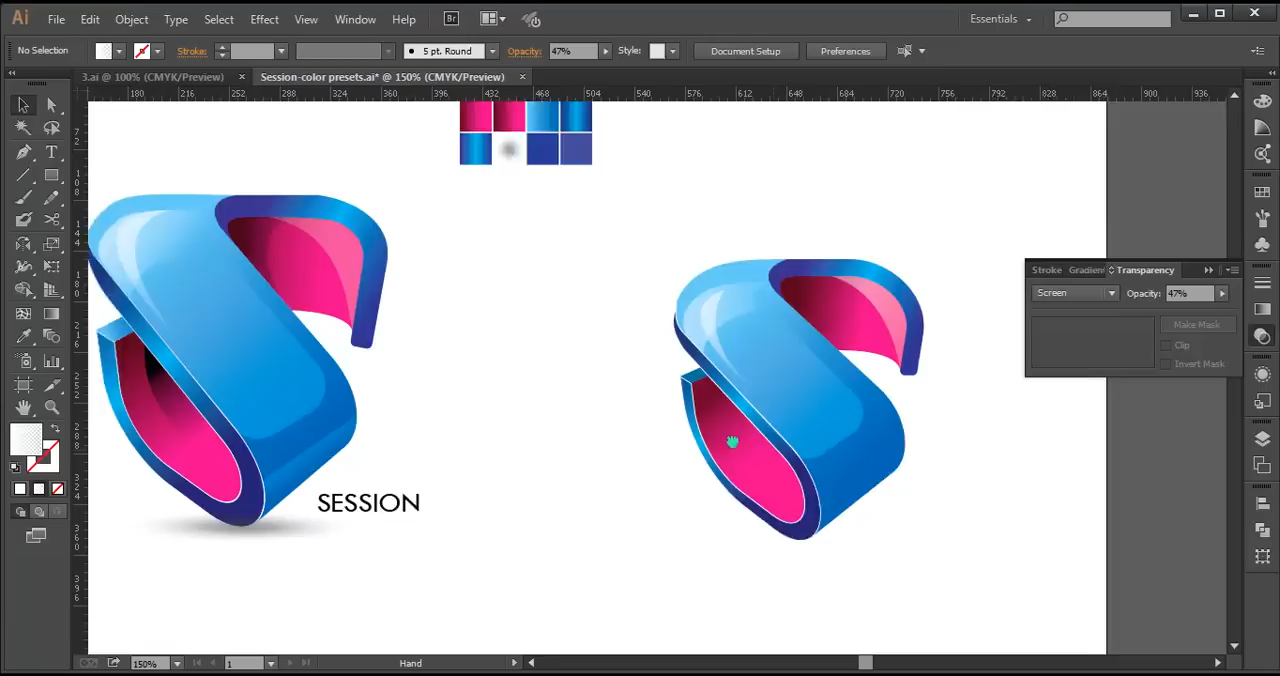 Ai File Edit Object Type Select Effect View Window Help Br Essentials
No Selection Stroke: 5 pt. Round Opacity: 47% Style: Document Setup Preferences
3.ai @ 100% (CMYK/Preview) Session-color presets.ai* @ 150% (CMYK/Preview)
180 216 252 288 324 360 396 432 468 504 540 576 612 648 684 720 756 792 828 864 900 936
Stroke Gradien Transparency
Screen Opacity: 47%
Make Mask
Clip
Invert Mask
T
SESSION
150% 1 Hand